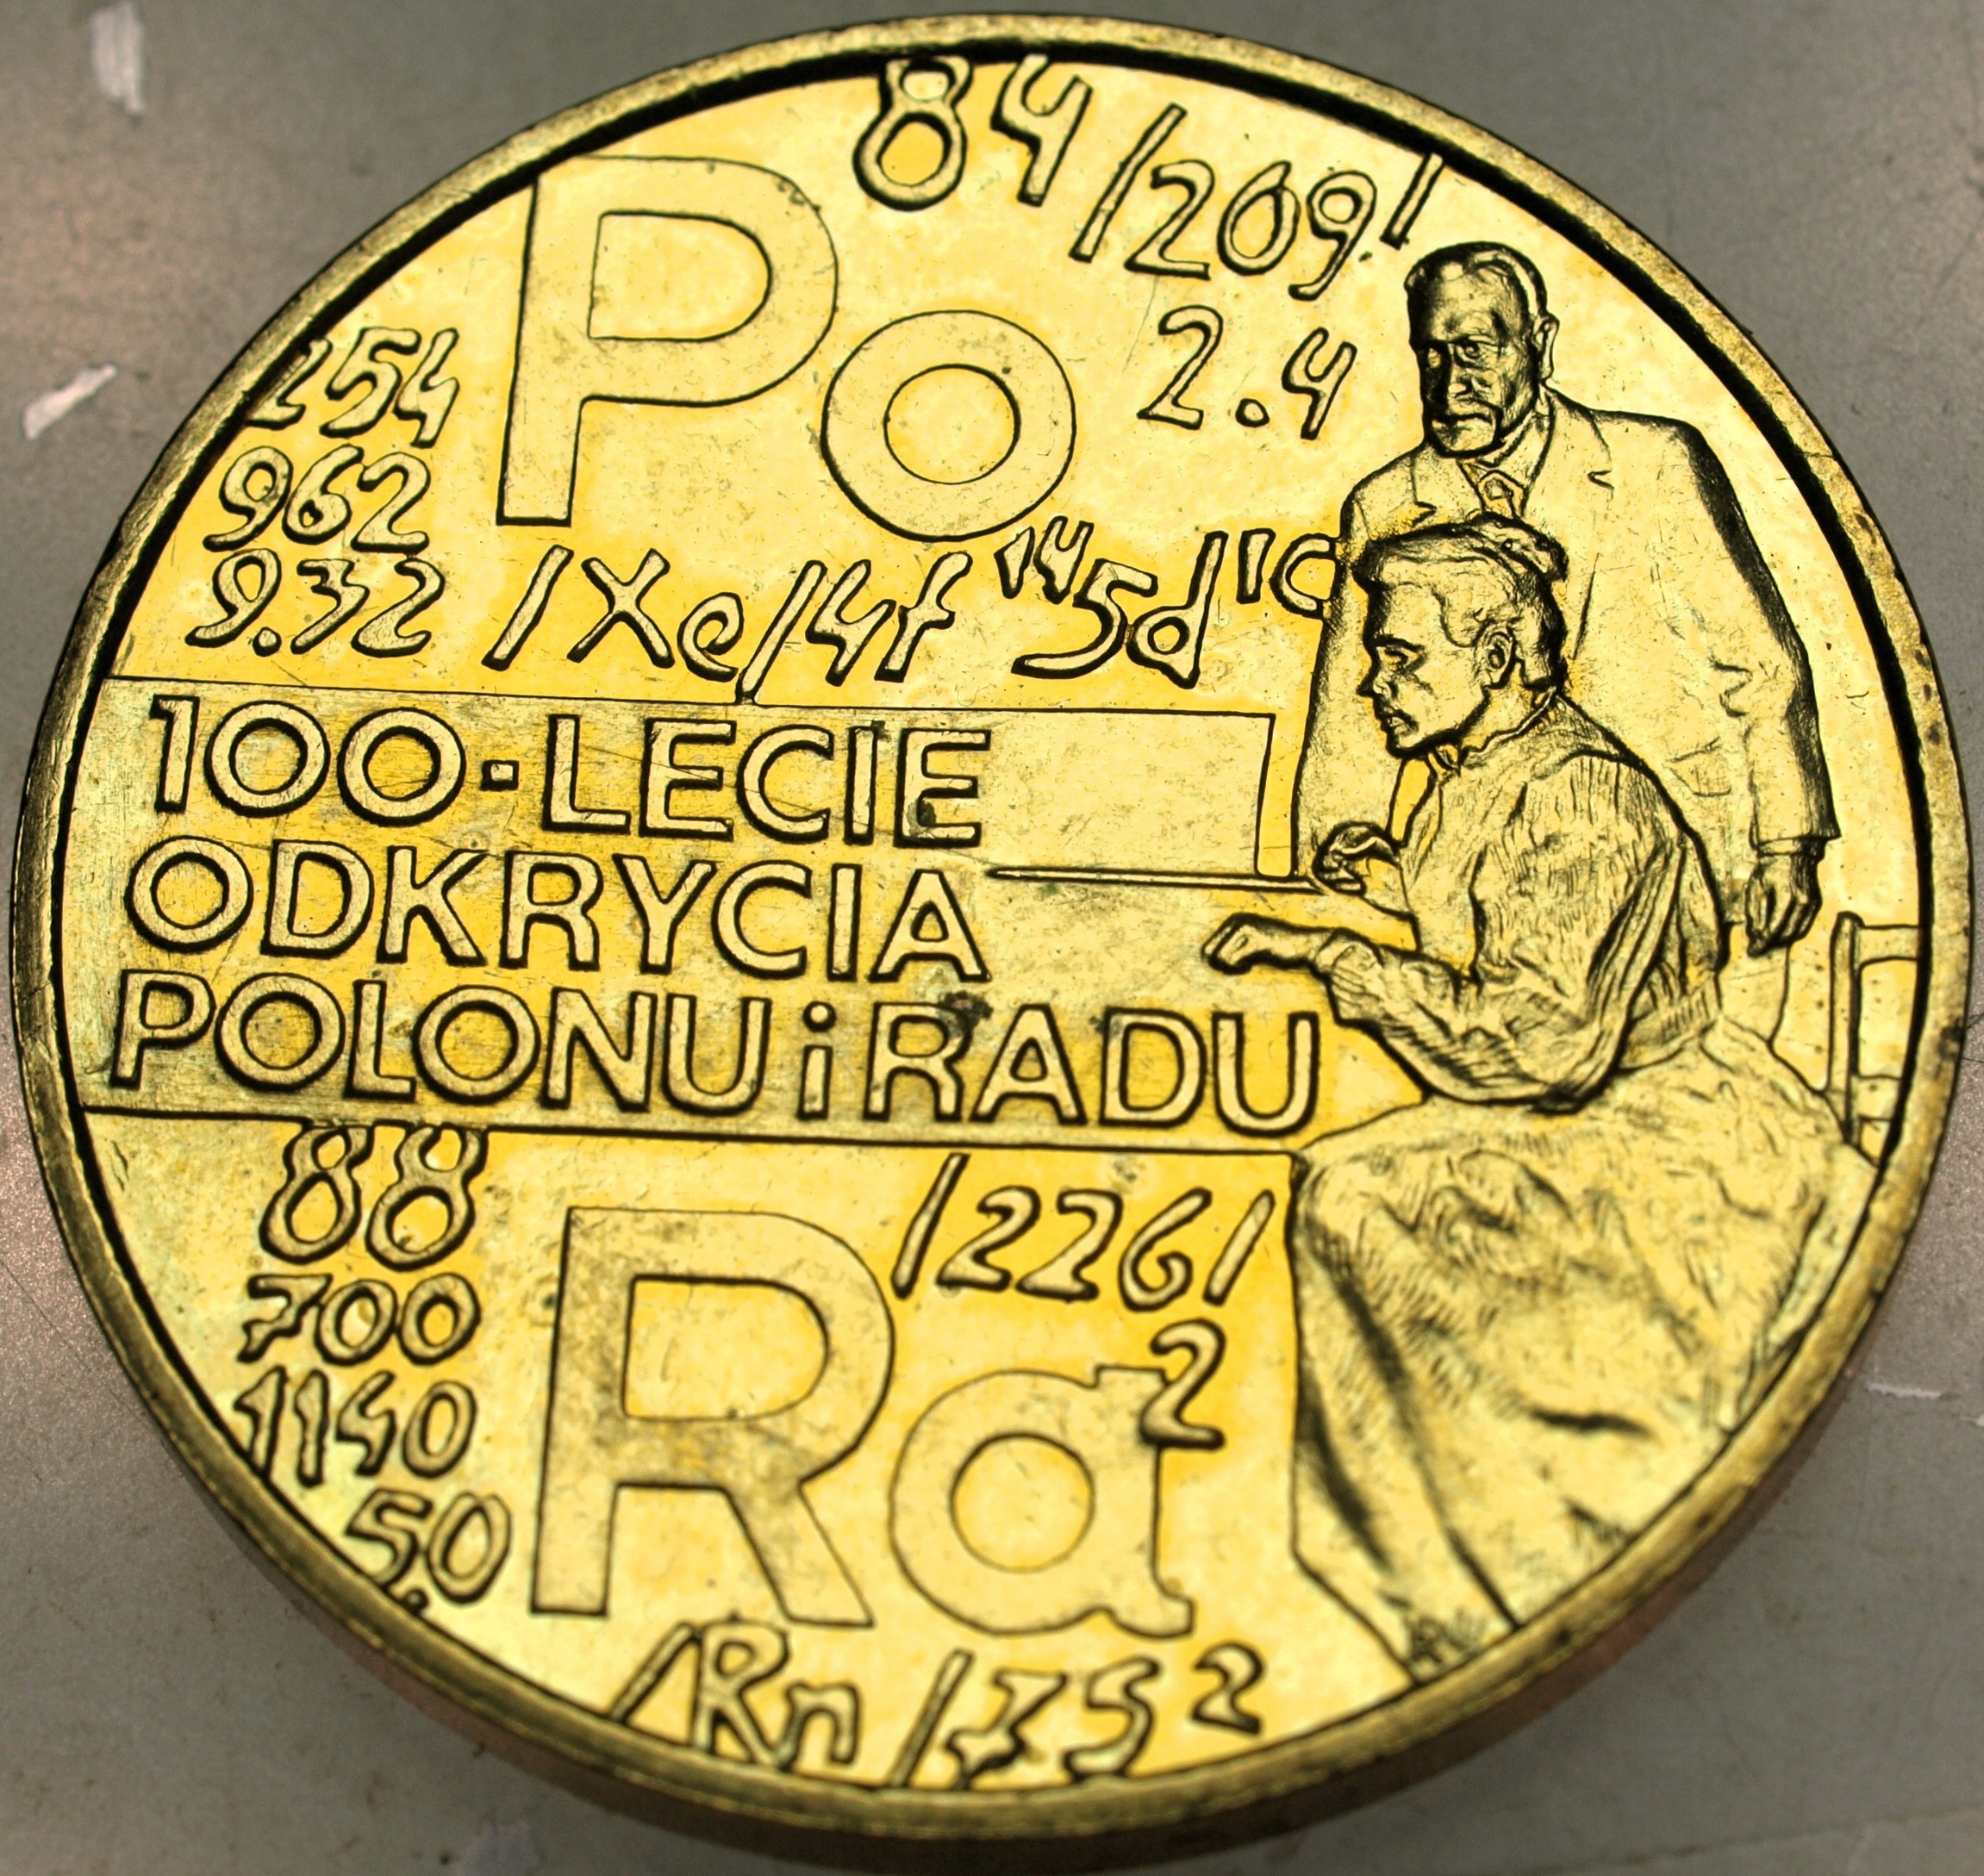 84/209/
Po
2.4
254
962
9.32
/Xe/4f¹⁴5d¹⁰
100-LECIE
ODKRYCIA
POLONU i RADU
88
/226/
Ra
2
700
1140
5.0
/Rn/7s²